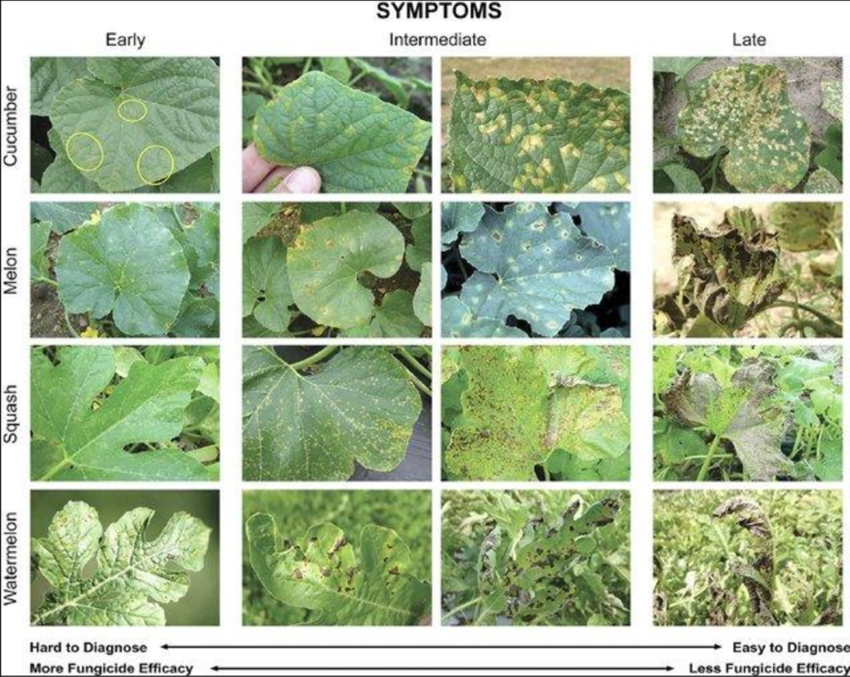 SYMPTOMS
Early Intermediate Late
Cucumber
Melon
Squash
Watermelon
Hard to Diagnose Easy to Diagnose
More Fungicide Efficacy Less Fungicide Efficacy